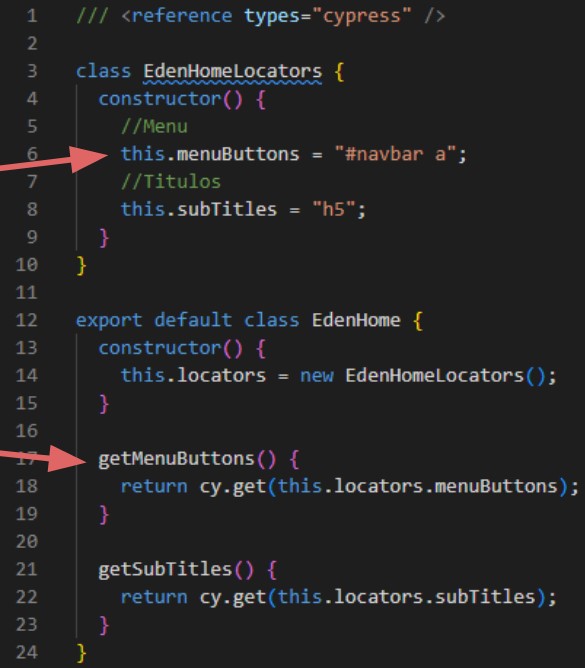 1 /// <reference types="cypress" />
2
3 class EdenHomeLocators {
4 constructor() {
5 //Menu
6 this.menuButtons = "#navbar a";
7 //Titulos
8 this.subTitles = "h5";
9 }
10 }
11
12 export default class EdenHome {
13 constructor() {
14 this.locators = new EdenHomeLocators();
15 }
16
17 getMenuButtons() {
18 return cy.get(this.locators.menuButtons);
19 }
20
21 getSubTitles() {
22 return cy.get(this.locators.subTitles);
23 }
24 }